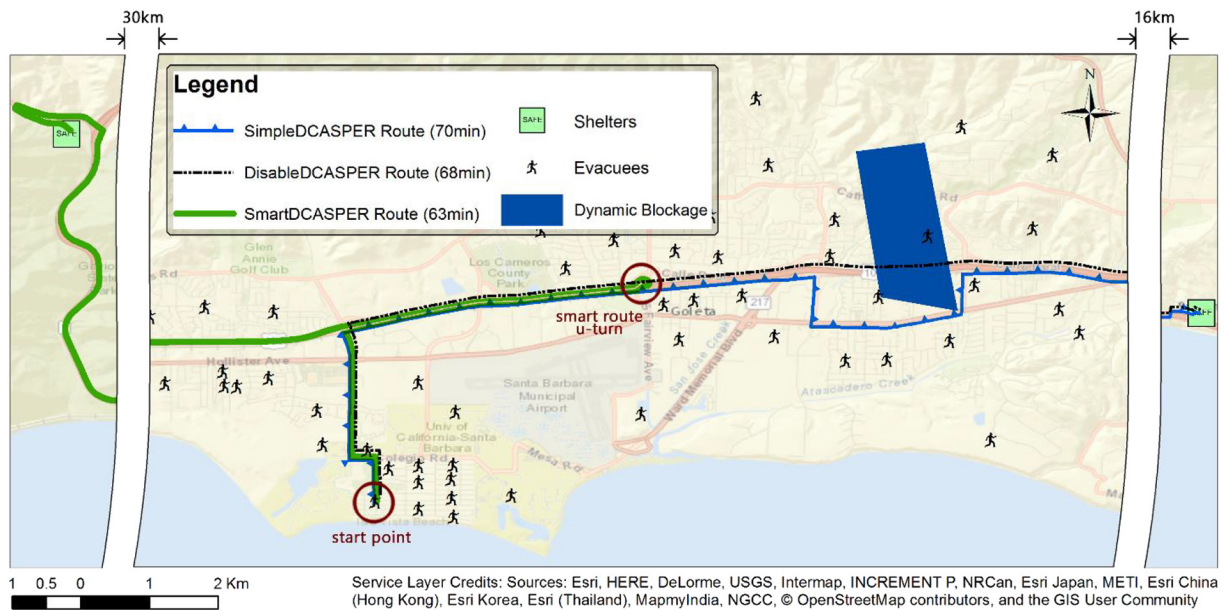 30km
16km
Legend
SimpleDCASPER Route (70min)
DisableDCASPER Route (68min)
SmartDCASPER Route (63min)
SAFE
Shelters
Evacuees
Dynamic Blockage
N
SAFE
Glen
Annie
Golf Club
Los Carneros
County
Park
Calle
101
217
smart route
u-turn
Goleta
SAFE
Hollister Ave
Fairview Ave
San Jose Creek
Ward Memorial Blvd
Atascadero Creek
Santa Barbara
Municipal
Airport
Univ of
California-Santa
Barbara
Mesa Rd
start point
1 0.5 0 1 2 Km
Service Layer Credits: Sources: Esri, HERE, DeLorme, USGS, Intermap, INCREMENT P, NRCan, Esri Japan, METI, Esri China
(Hong Kong), Esri Korea, Esri (Thailand), MapmyIndia, NGCC, © OpenStreetMap contributors, and the GIS User Community